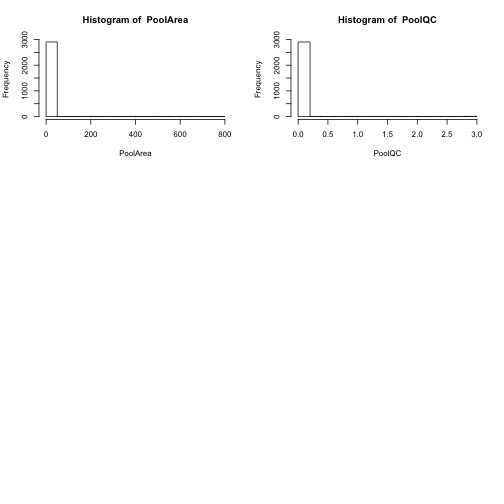 Histogram of  PoolArea
Frequency
0 1000 2000 3000
0 200 400 600 800
PoolArea
Histogram of  PoolQC
Frequency
0 1000 2000 3000
0.0 0.5 1.0 1.5 2.0 2.5 3.0
PoolQC